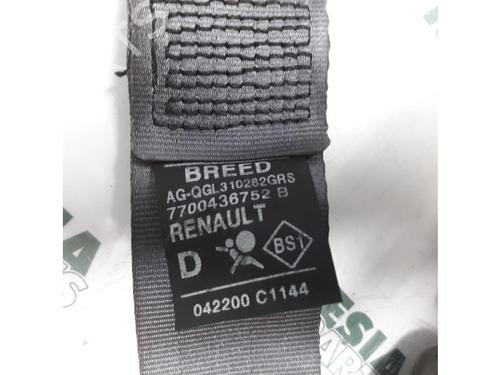 BREED
AG-QGL310282GRS
7700436752 B
RENAULT
D
BS1
042200 C1144